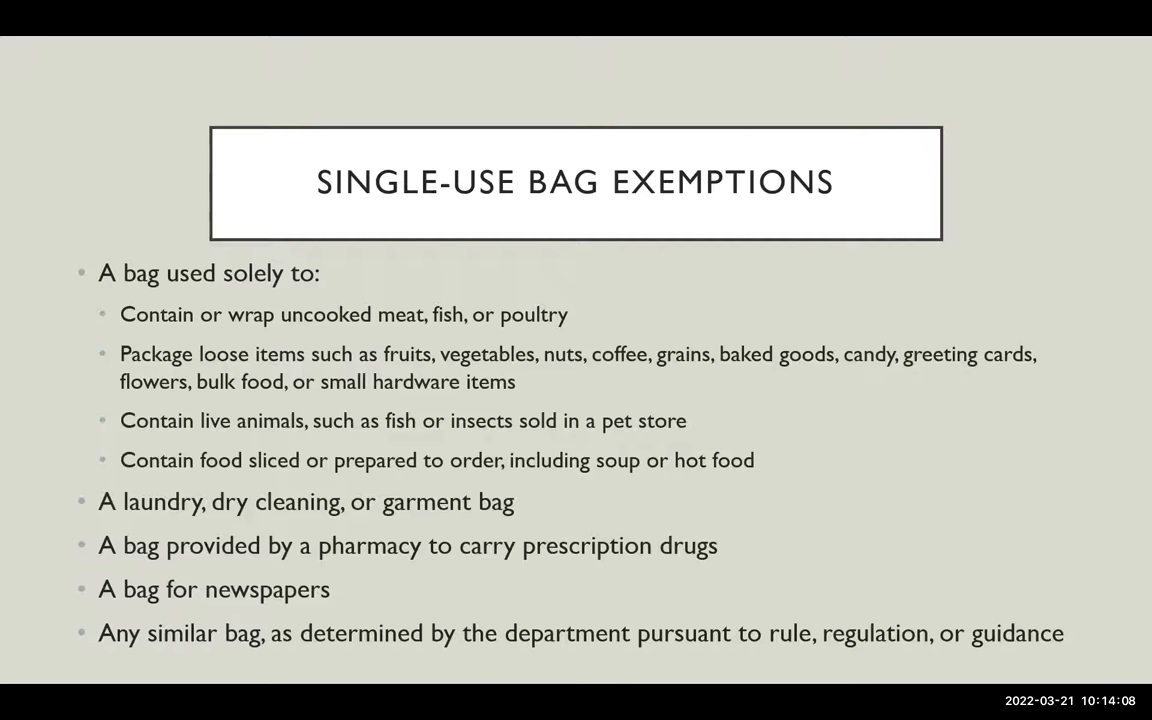 SINGLE-USE BAG EXEMPTIONS
• A bag used solely to:
• Contain or wrap uncooked meat, fish, or poultry
• Package loose items such as fruits, vegetables, nuts, coffee, grains, baked goods, candy, greeting cards,
flowers, bulk food, or small hardware items
• Contain live animals, such as fish or insects sold in a pet store
• Contain food sliced or prepared to order, including soup or hot food
• A laundry, dry cleaning, or garment bag
• A bag provided by a pharmacy to carry prescription drugs
• A bag for newspapers
• Any similar bag, as determined by the department pursuant to rule, regulation, or guidance
2022-03-21 10:14:08